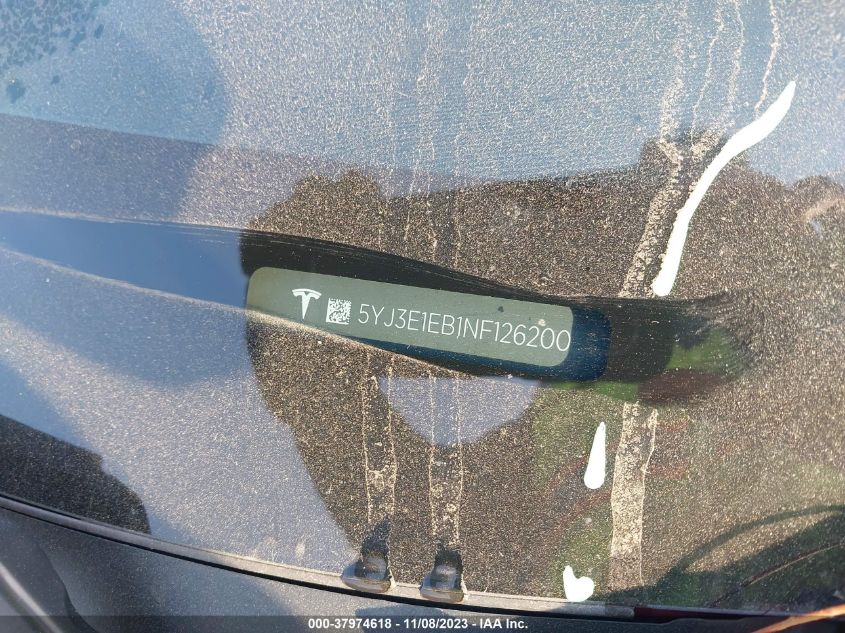 5YJ3E1EB1NF126200
000-37974618 - 11/08/2023 - IAA Inc.